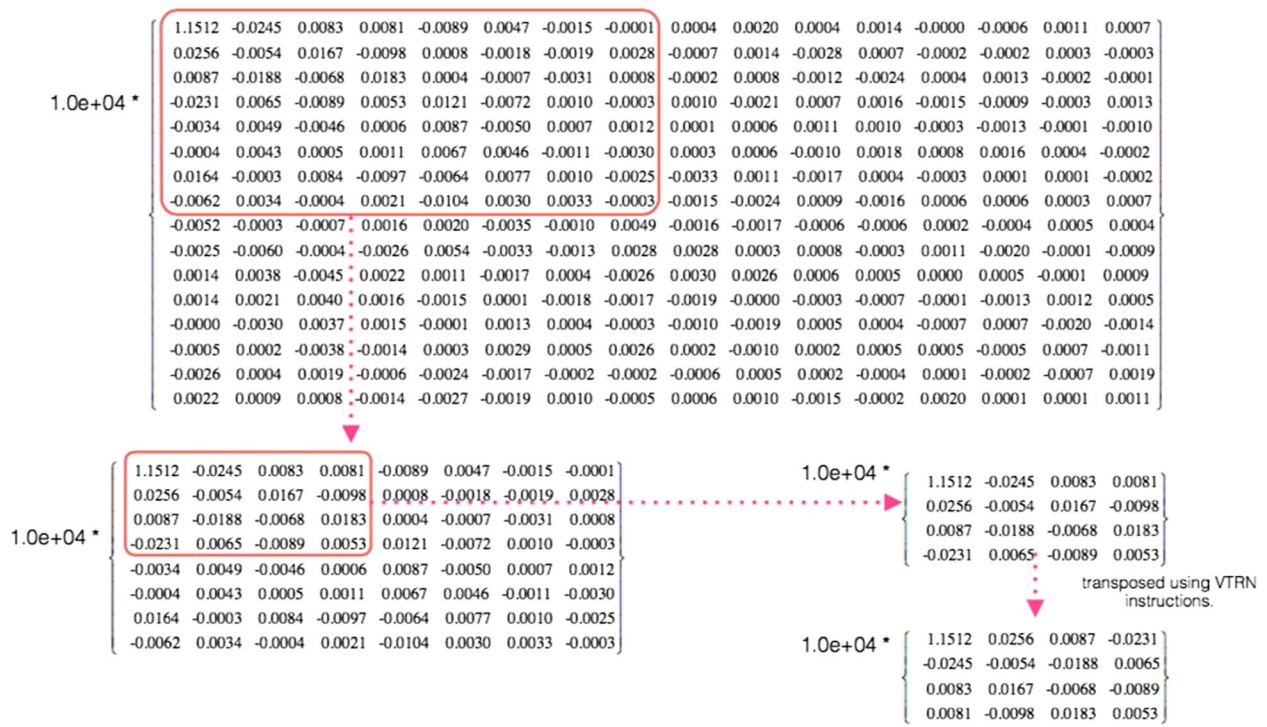 1.1512 -0.0245 0.0083 0.0081 -0.0089 0.0047 -0.0015 -0.0001 0.0004 0.0020 0.0004 0.0014 -0.0000 -0.0006 0.0011 0.0007
0.0256 -0.0054 0.0167 -0.0098 0.0008 -0.0018 -0.0019 0.0028 -0.0007 0.0014 -0.0028 0.0007 -0.0002 -0.0002 0.0003 -0.0003
0.0087 -0.0188 -0.0068 0.0183 0.0004 -0.0007 -0.0031 0.0008 -0.0002 0.0008 -0.0012 -0.0024 0.0004 0.0013 -0.0002 -0.0001
1.0e+04 * -0.0231 0.0065 -0.0089 0.0053 0.0121 -0.0072 0.0010 -0.0003 0.0010 -0.0021 0.0007 0.0016 -0.0015 -0.0009 -0.0003 0.0013
-0.0034 0.0049 -0.0046 0.0006 0.0087 -0.0050 0.0007 0.0012 0.0001 0.0006 0.0011 0.0010 -0.0003 -0.0013 -0.0001 -0.0010
-0.0004 0.0043 0.0005 0.0011 0.0067 0.0046 -0.0011 -0.0030 0.0003 0.0006 -0.0010 0.0018 0.0008 0.0016 0.0004 -0.0002
0.0164 -0.0003 0.0084 -0.0097 -0.0064 0.0077 0.0010 -0.0025 -0.0033 0.0011 -0.0017 0.0004 -0.0003 0.0001 0.0001 -0.0002
-0.0062 0.0034 -0.0004 0.0021 -0.0104 0.0030 0.0033 -0.0003 -0.0015 -0.0024 0.0009 -0.0016 0.0006 0.0006 0.0003 0.0007
-0.0052 -0.0003 -0.0007 0.0016 0.0020 -0.0035 -0.0010 0.0049 -0.0016 -0.0017 -0.0006 -0.0006 0.0002 -0.0004 0.0005 0.0004
-0.0025 -0.0060 -0.0004 -0.0026 0.0054 -0.0033 -0.0013 0.0028 0.0028 0.0003 0.0008 -0.0003 0.0011 -0.0020 -0.0001 -0.0009
0.0014 0.0038 -0.0045 0.0022 0.0011 -0.0017 0.0004 -0.0026 0.0030 0.0026 0.0006 0.0005 0.0000 0.0005 -0.0001 0.0009
0.0014 0.0021 0.0040 0.0016 -0.0015 0.0001 -0.0018 -0.0017 -0.0019 -0.0000 -0.0003 -0.0007 -0.0001 -0.0013 0.0012 0.0005
-0.0000 -0.0030 0.0037 0.0015 -0.0001 0.0013 0.0004 -0.0003 -0.0010 -0.0019 0.0005 0.0004 -0.0007 0.0007 -0.0020 -0.0014
-0.0005 0.0002 -0.0038 -0.0014 0.0003 0.0029 0.0005 0.0026 0.0002 -0.0010 0.0002 0.0005 0.0005 -0.0005 0.0007 -0.0011
-0.0026 0.0004 0.0019 -0.0006 -0.0024 -0.0017 -0.0002 -0.0002 -0.0006 0.0005 0.0002 -0.0004 0.0001 -0.0002 -0.0007 0.0019
0.0022 0.0009 0.0008 -0.0014 -0.0027 -0.0019 0.0010 -0.0005 0.0006 0.0010 -0.0015 -0.0002 0.0020 0.0001 0.0001 0.0011
1.1512 -0.0245 0.0083 0.0081 -0.0089 0.0047 -0.0015 -0.0001
0.0256 -0.0054 0.0167 -0.0098 0.0008 -0.0018 -0.0019 0.0028
0.0087 -0.0188 -0.0068 0.0183 0.0004 -0.0007 -0.0031 0.0008
1.0e+04 *
-0.0231 0.0065 -0.0089 0.0053 0.0121 -0.0072 0.0010 -0.0003
-0.0034 0.0049 -0.0046 0.0006 0.0087 -0.0050 0.0007 0.0012
-0.0004 0.0043 0.0005 0.0011 0.0067 0.0046 -0.0011 -0.0030
0.0164 -0.0003 0.0084 -0.0097 -0.0064 0.0077 0.0010 -0.0025
-0.0062 0.0034 -0.0004 0.0021 -0.0104 0.0030 0.0033 -0.0003
1.0e+04 *
1.1512 -0.0245 0.0083 0.0081
0.0256 -0.0054 0.0167 -0.0098
0.0087 -0.0188 -0.0068 0.0183
-0.0231 0.0065 -0.0089 0.0053
transposed using VTRN
instructions.
1.0e+04 *
1.1512 0.0256 0.0087 -0.0231
-0.0245 -0.0054 -0.0188 0.0065
0.0083 0.0167 -0.0068 -0.0089
0.0081 -0.0098 0.0183 0.0053